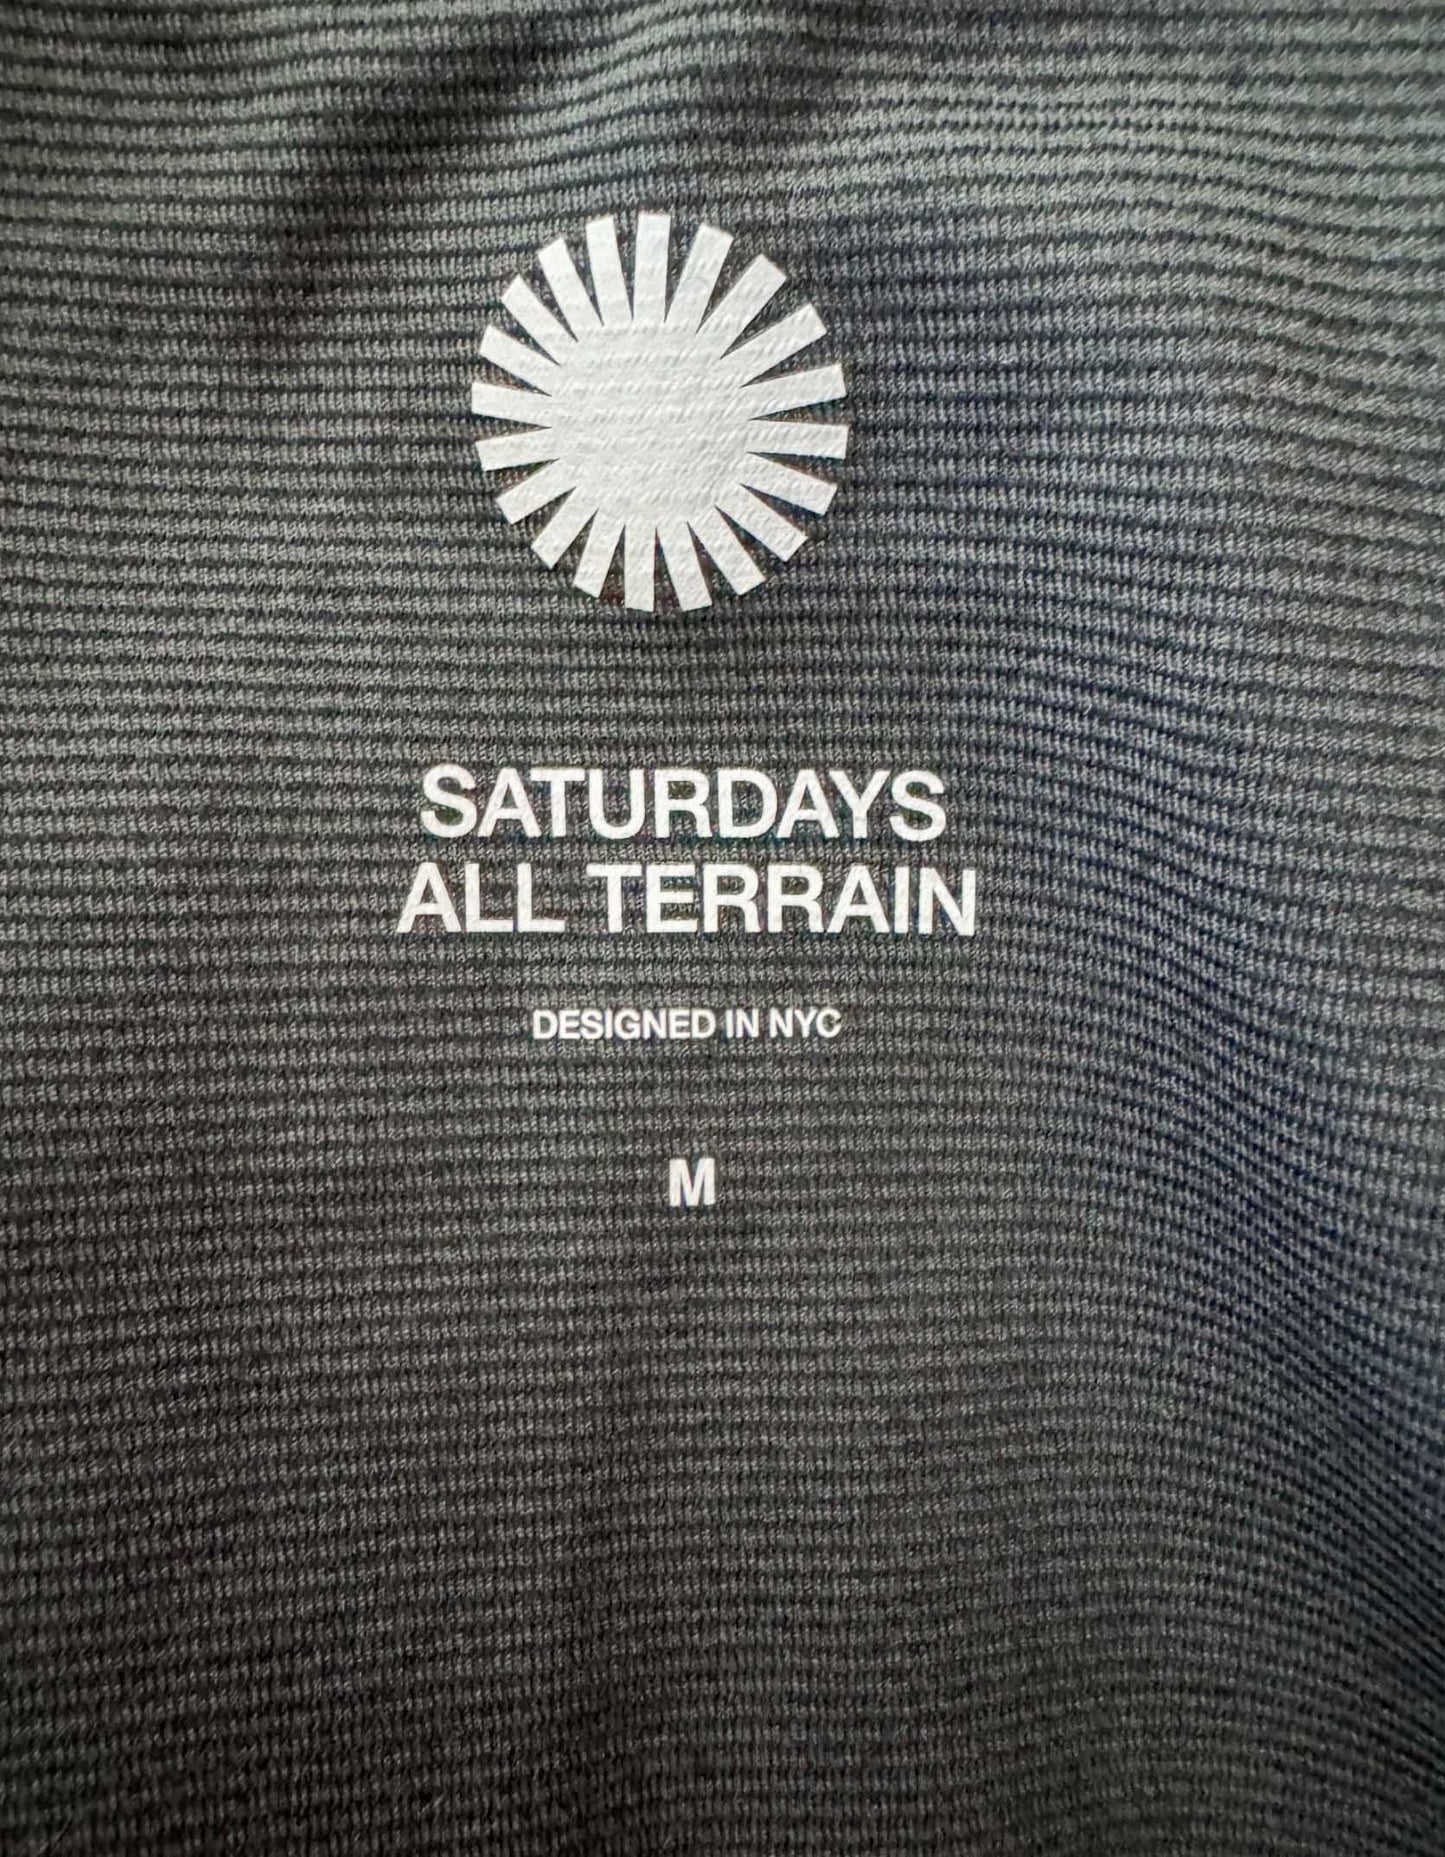 SATURDAYS
ALL TERRAIN
DESIGNED IN NYC
M